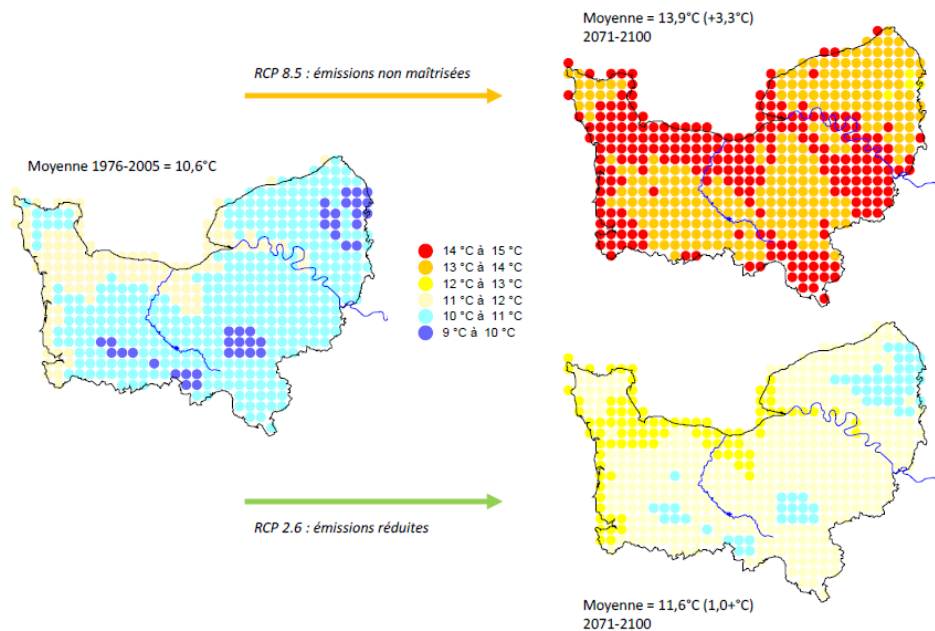 Moyenne = 13,9°C (+3,3°C)
2071-2100
RCP 8.5 : émissions non maîtrisées
Moyenne 1976-2005 = 10,6°C
14 °C à 15 °C
13 °C à 14 °C
12 °C à 13 °C
11 °C à 12 °C
10 °C à 11 °C
9 °C à 10 °C
RCP 2.6 : émissions réduites
Moyenne = 11,6°C (1,0+°C)
2071-2100